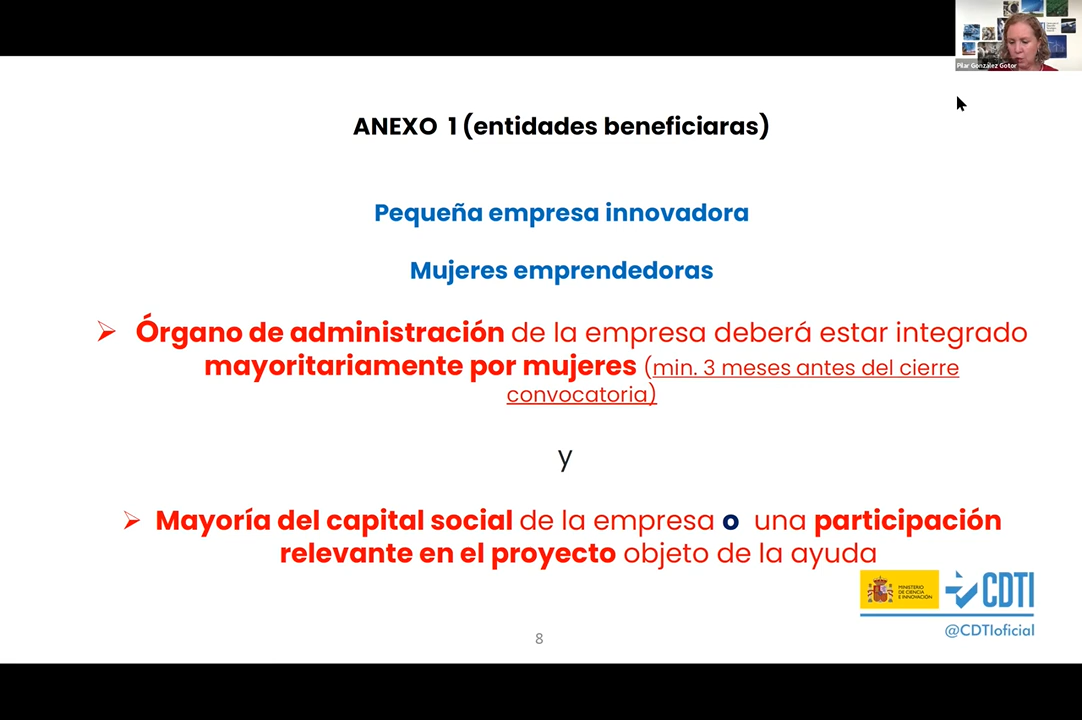 Pilar González Gotor
ANEXO 1 (entidades beneficiaras)
Pequeña empresa innovadora
Mujeres emprendedoras
Órgano de administración de la empresa deberá estar integrado
mayoritariamente por mujeres (min. 3 meses antes del cierre
convocatoria)
y
Mayoría del capital social de la empresa o una participación
relevante en el proyecto objeto de la ayuda
MINISTERIO
DE CIENCIA
E INNOVACIÓN
CDTI
@CDTIoficial
8